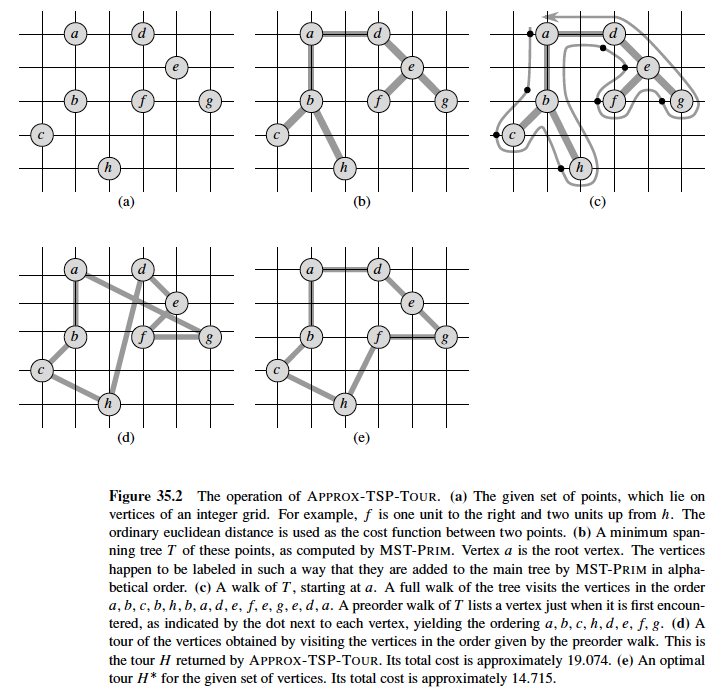 a d a d a d
e e e
b f g b f g b f g
c c c
h h h
(a) (b) (c)
a d a d
e e
b f g b f g
c c
h h
(d) (e)
Figure 35.2 The operation of APPROX-TSP-TOUR. (a) The given set of points, which lie on
vertices of an integer grid. For example, f is one unit to the right and two units up from h. The
ordinary euclidean distance is used as the cost function between two points. (b) A minimum span-
ning tree T of these points, as computed by MST-PRIM. Vertex a is the root vertex. The vertices
happen to be labeled in such a way that they are added to the main tree by MST-PRIM in alpha-
betical order. (c) A walk of T, starting at a. A full walk of the tree visits the vertices in the order
a, b, c, b, h, b, a, d, e, f, e, g, e, d, a. A preorder walk of T lists a vertex just when it is first encoun-
tered, as indicated by the dot next to each vertex, yielding the ordering a, b, c, h, d, e, f, g. (d) A
tour of the vertices obtained by visiting the vertices in the order given by the preorder walk. This is
the tour H returned by APPROX-TSP-TOUR. Its total cost is approximately 19.074. (e) An optimal
tour H* for the given set of vertices. Its total cost is approximately 14.715.